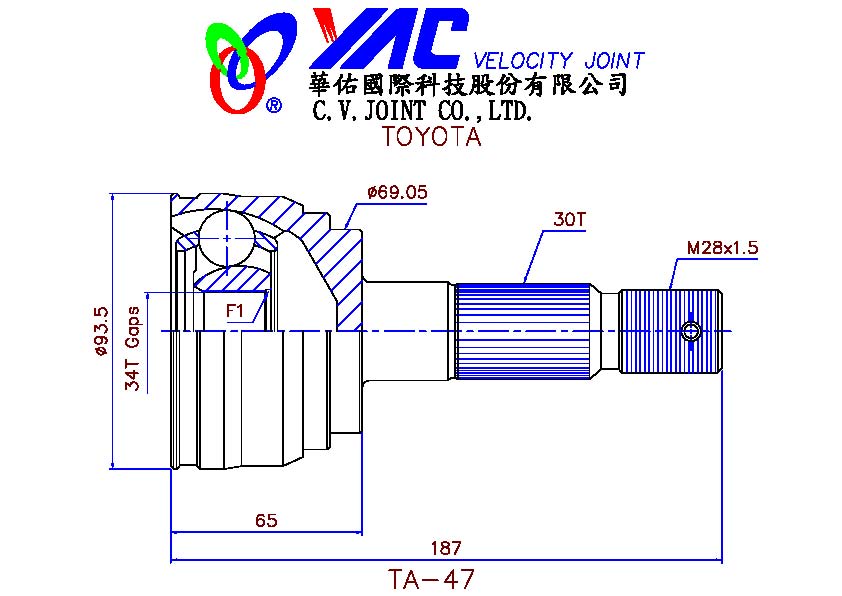 YAC VELOCITY JOINT
®
華佑國際科技股份有限公司
C.V.JOINT CO.,LTD.
TOYOTA
ø69.05
30T
M28x1.5
F1
ø93.5
34T Gaps
65
187
TA-47